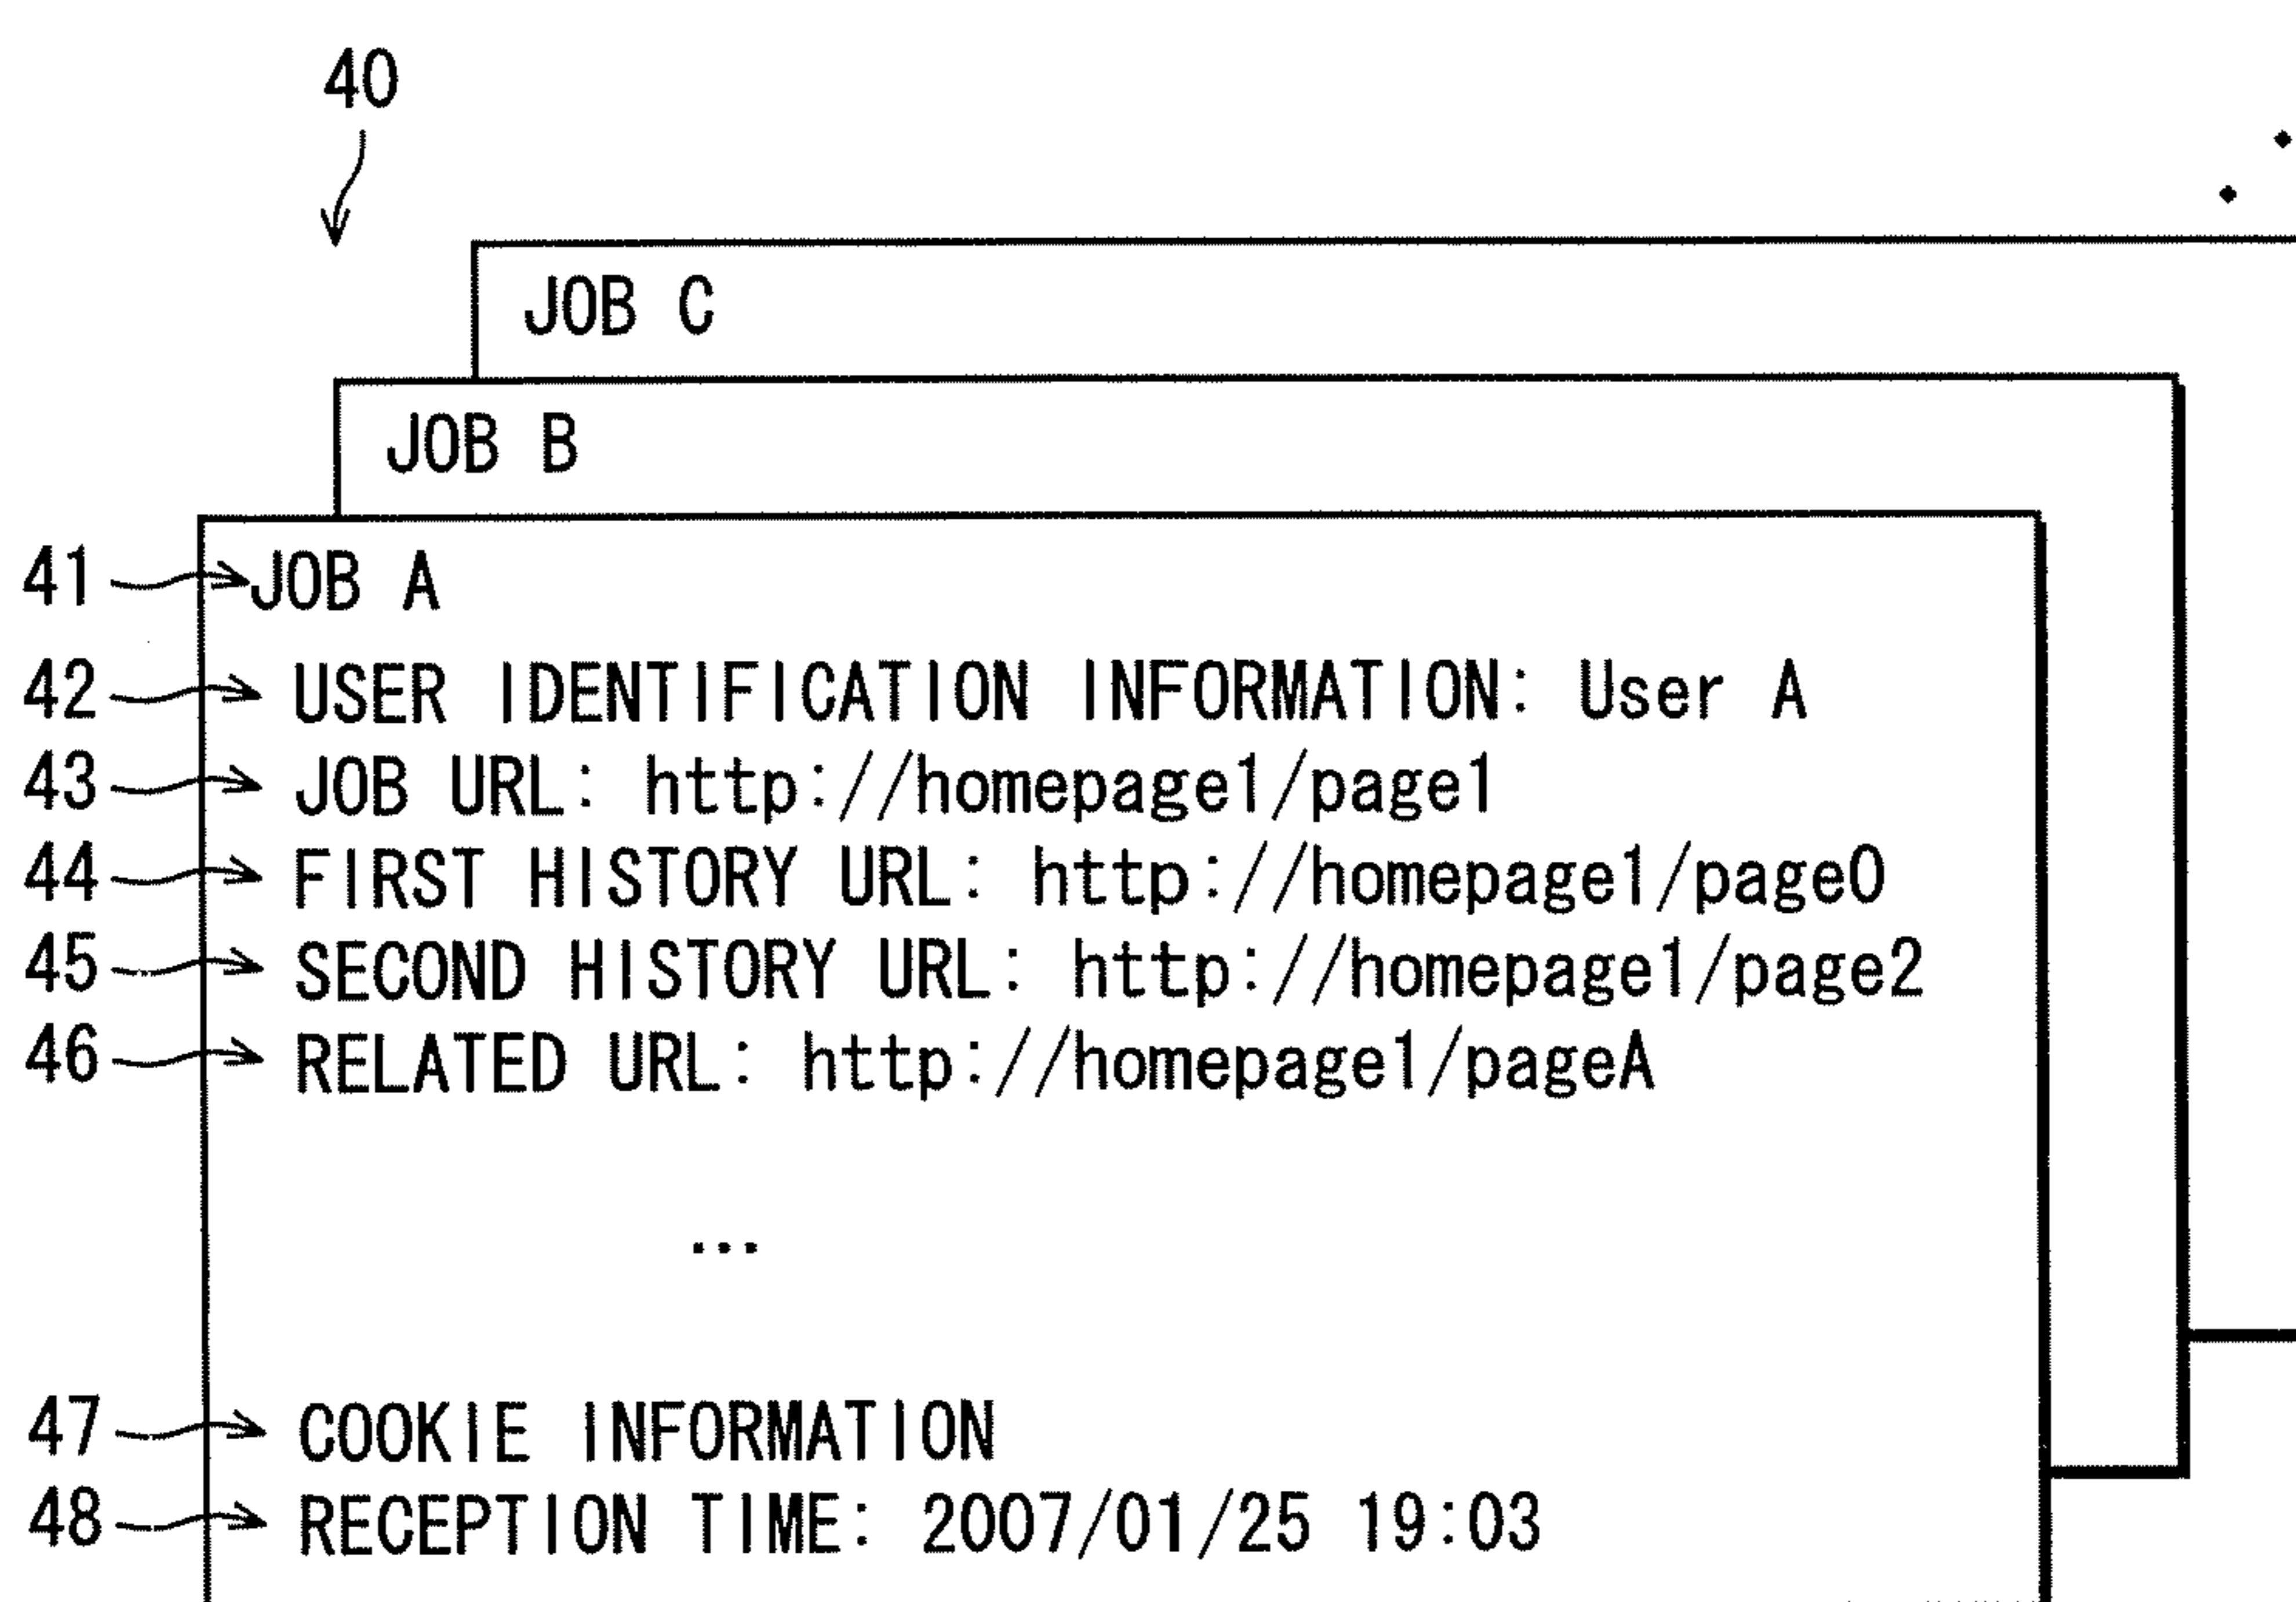 40
JOB C
JOB B
41 JOB A
42 USER IDENTIFICATION INFORMATION: User A
43 JOB URL: http://homepage1/page1
44 FIRST HISTORY URL: http://homepage1/page0
45 SECOND HISTORY URL: http://homepage1/page2
46 RELATED URL: http://homepage1/pageA
...
47 COOKIE INFORMATION
48 RECEPTION TIME: 2007/01/25 19:03